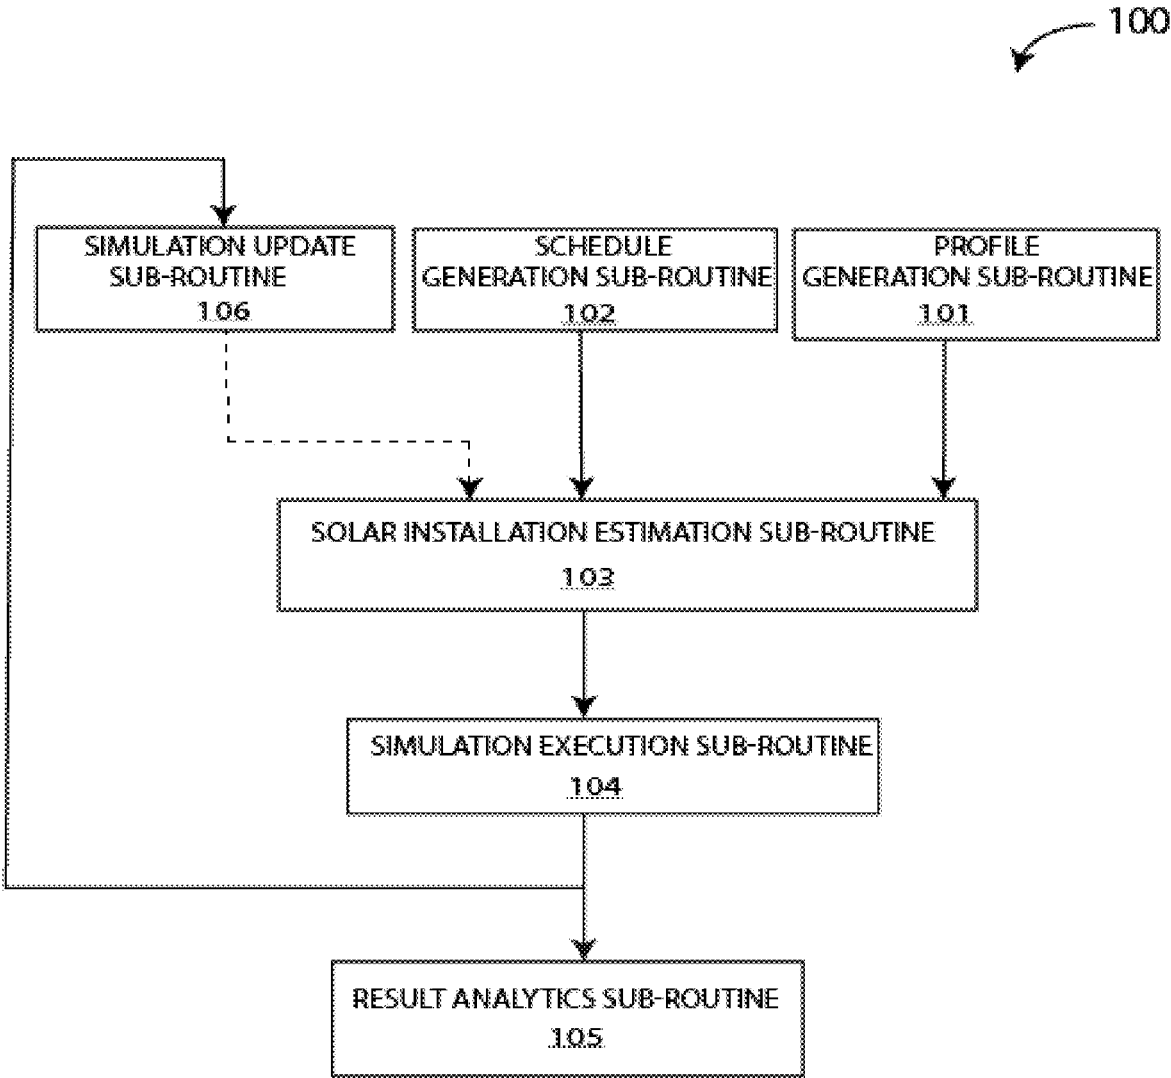 100
SIMULATION UPDATE
SUB-ROUTINE
106
SCHEDULE
GENERATION SUB-ROUTINE
102
PROFILE
GENERATION SUB-ROUTINE
101
SOLAR INSTALLATION ESTIMATION SUB-ROUTINE
103
SIMULATION EXECUTION SUB-ROUTINE
104
RESULT ANALYTICS SUB-ROUTINE
105